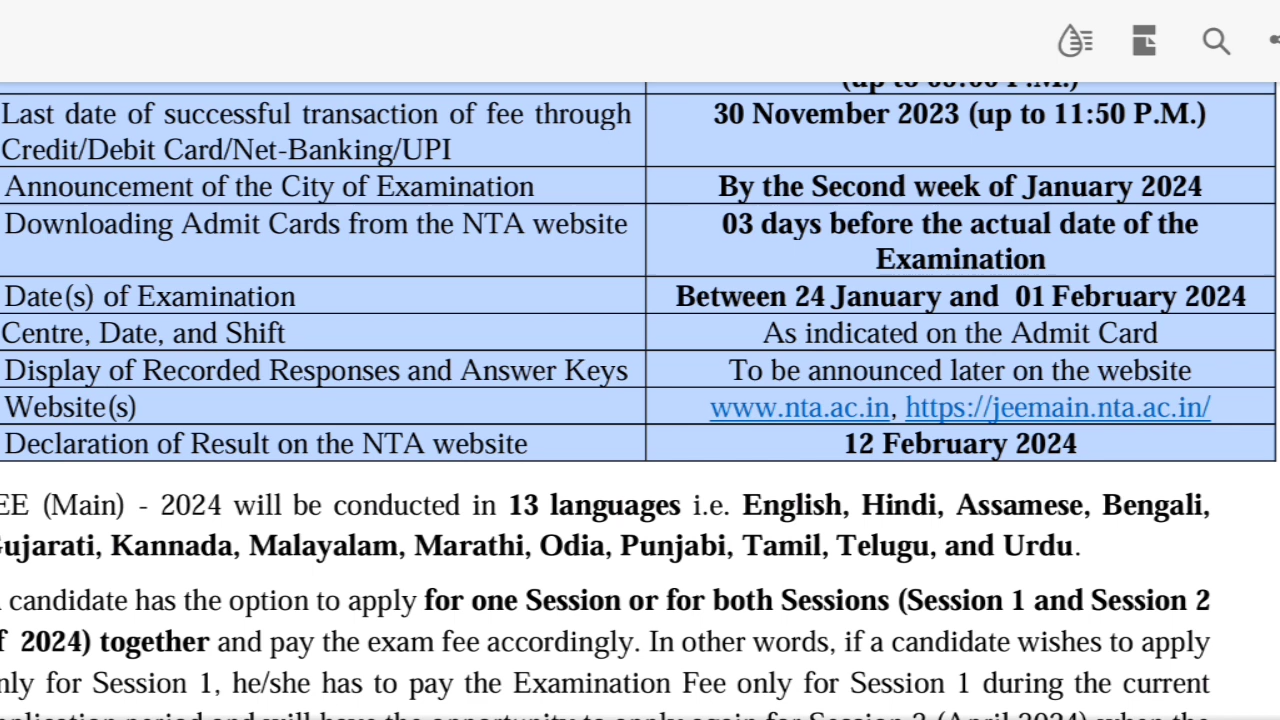 Last date of successful transaction of fee through Credit/Debit Card/Net-Banking/UPI
30 November 2023 (up to 11:50 P.M.)
Announcement of the City of Examination
By the Second week of January 2024
Downloading Admit Cards from the NTA website
03 days before the actual date of the
Examination
Date(s) of Examination
Between 24 January and 01 February 2024
Centre, Date, and Shift
As indicated on the Admit Card
Display of Recorded Responses and Answer Keys
To be announced later on the website
Website(s)
www.nta.ac.in, https://jeemain.nta.ac.in/
Declaration of Result on the NTA website
12 February 2024
EE (Main) - 2024 will be conducted in 13 languages i.e. English, Hindi, Assamese, Bengali,
ujarati, Kannada, Malayalam, Marathi, Odia, Punjabi, Tamil, Telugu, and Urdu.
candidate has the option to apply for one Session or for both Sessions (Session 1 and Session 2
f 2024) together and pay the exam fee accordingly. In other words, if a candidate wishes to apply
nly for Session 1, he/she has to pay the Examination Fee only for Session 1 during the current